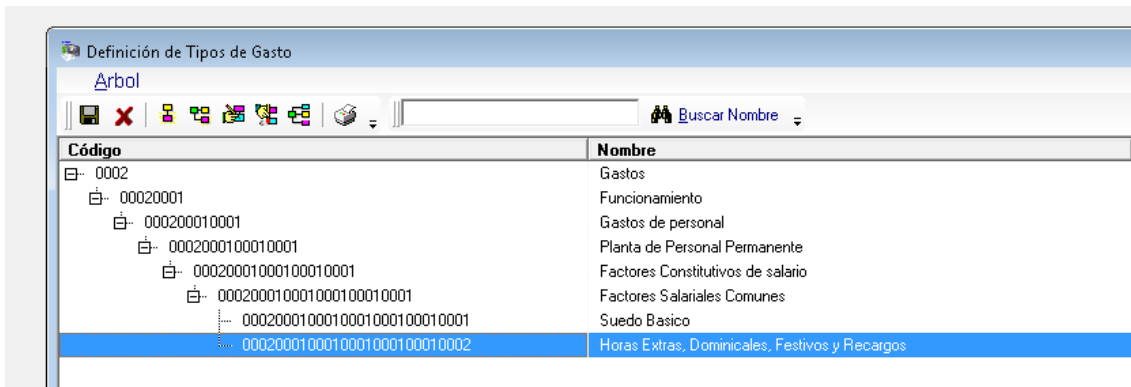 Definición de Tipos de Gasto
Arbol
Buscar Nombre
Código Nombre
0002 Gastos
00020001 Funcionamiento
000200010001 Gastos de personal
0002000100010001 Planta de Personal Permanente
00020001000100010001 Factores Constitutivos de salario
000200010001000100010001 Factores Salariales Comunes
0002000100010001000100010001 Suedo Basico
0002000100010001000100010002 Horas Extras, Dominicales, Festivos y Recargos